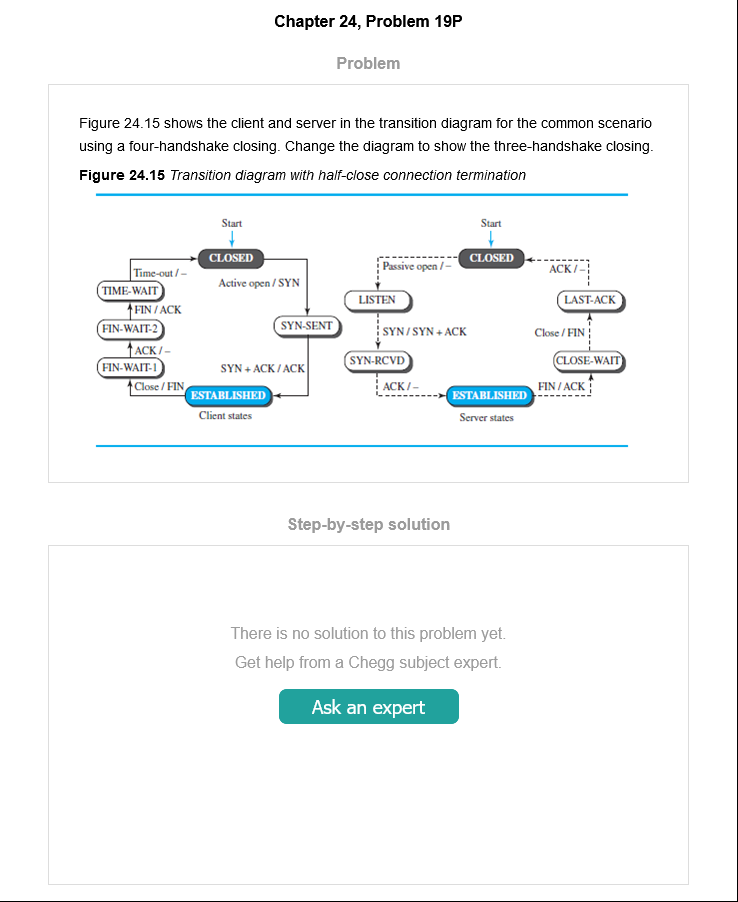 Chapter 24, Problem 19P
Problem
Figure 24.15 shows the client and server in the transition diagram for the common scenario
using a four-handshake closing. Change the diagram to show the three-handshake closing.
Figure 24.15 Transition diagram with half-close connection termination
Start
CLOSED
Time-out / –
Active open / SYN
TIME-WAIT
FIN / ACK
FIN-WAIT-2
SYN-SENT
ACK / –
FIN-WAIT-1
SYN + ACK / ACK
Close / FIN
ESTABLISHED
Client states
Start
CLOSED
Passive open / –
ACK / –
LISTEN
LAST-ACK
SYN / SYN + ACK
Close / FIN
SYN-RCVD
CLOSE-WAIT
ACK / –
FIN / ACK
ESTABLISHED
Server states
Step-by-step solution
There is no solution to this problem yet.
Get help from a Chegg subject expert.
Ask an expert